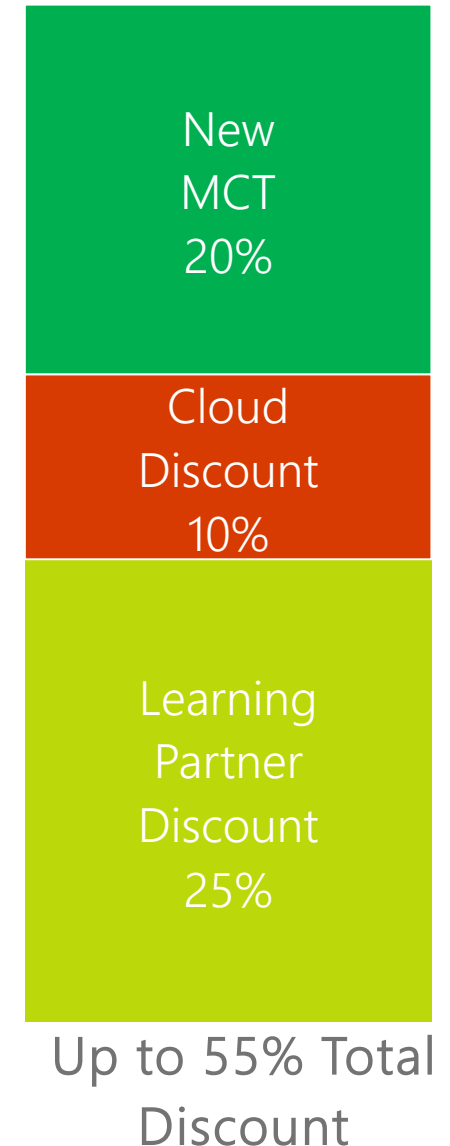 New
MCT
20%
Cloud
Discount
10%
Learning
Partner
Discount
25%
Up to 55% Total
Discount